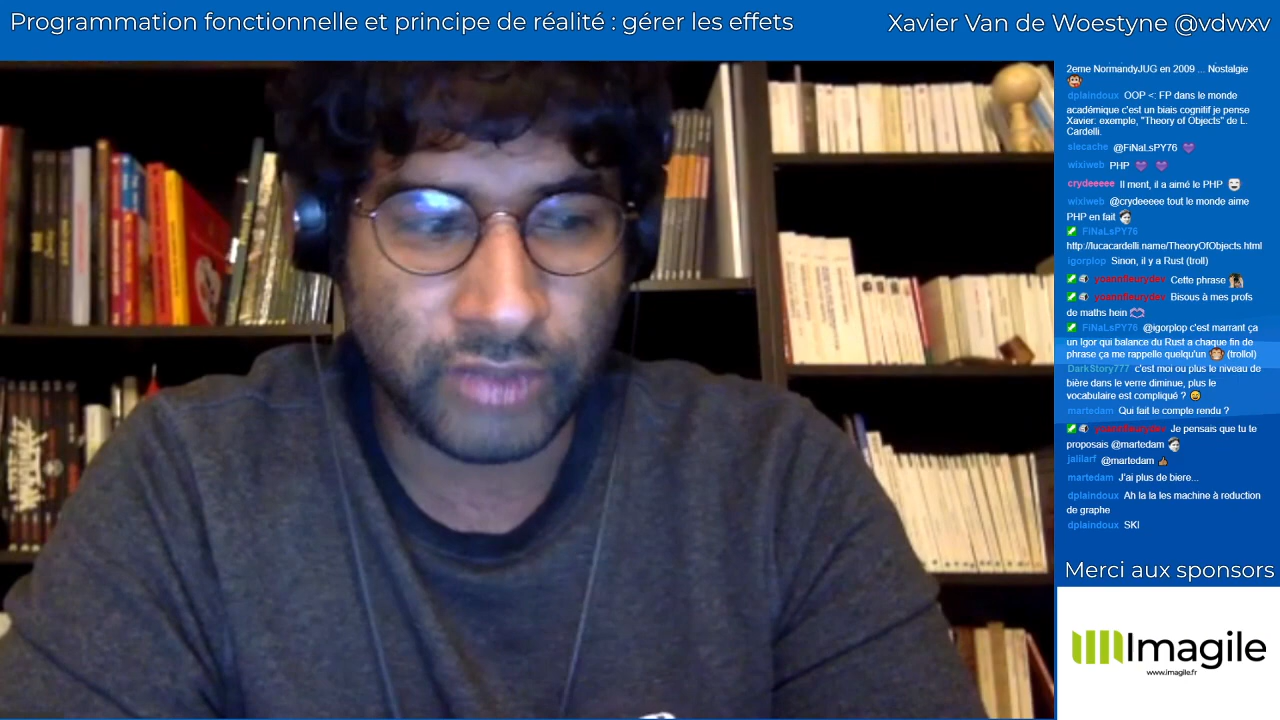 Programmation fonctionnelle et principe de réalité : gérer les effets
Xavier Van de Woestyne @vdwxv
2eme NormandyJUG en 2009 ... Nostalgie
dplaindoux OOP <: FP dans le monde
académique c'est un biais cognitif je pense
Xavier: exemple, "Theory of Objects" de L.
Cardelli.
slecache @FiNaLsPY76
wixiweb PHP
crydeeeee Il ment, il a aimé le PHP
wixiweb @crydeeeee tout le monde aime
PHP en fait
FiNaLsPY76
http://lucacardelli.name/TheoryOfObjects.html
igorplop Sinon, il y a Rust (troll)
yoannfleurydev Cette phrase
yoannfleurydev Bisous à mes profs
de maths hein
FiNaLsPY76 @igorplop c'est marrant ça
un Igor qui balance du Rust a chaque fin de
phrase ça me rappelle quelqu'un (trollol)
DarkStory777 c'est moi ou plus le niveau de
bière dans le verre diminue, plus le
vocabulaire est compliqué ?
martedam Qui fait le compte rendu ?
yoannfleurydev Je pensais que tu te
proposais @martedam
jalilarf @martedam
martedam J'ai plus de biere...
dplaindoux Ah la la les machine à reduction
de graphe
dplaindoux SKI
Merci aux sponsors
Imagile
www.imagile.fr